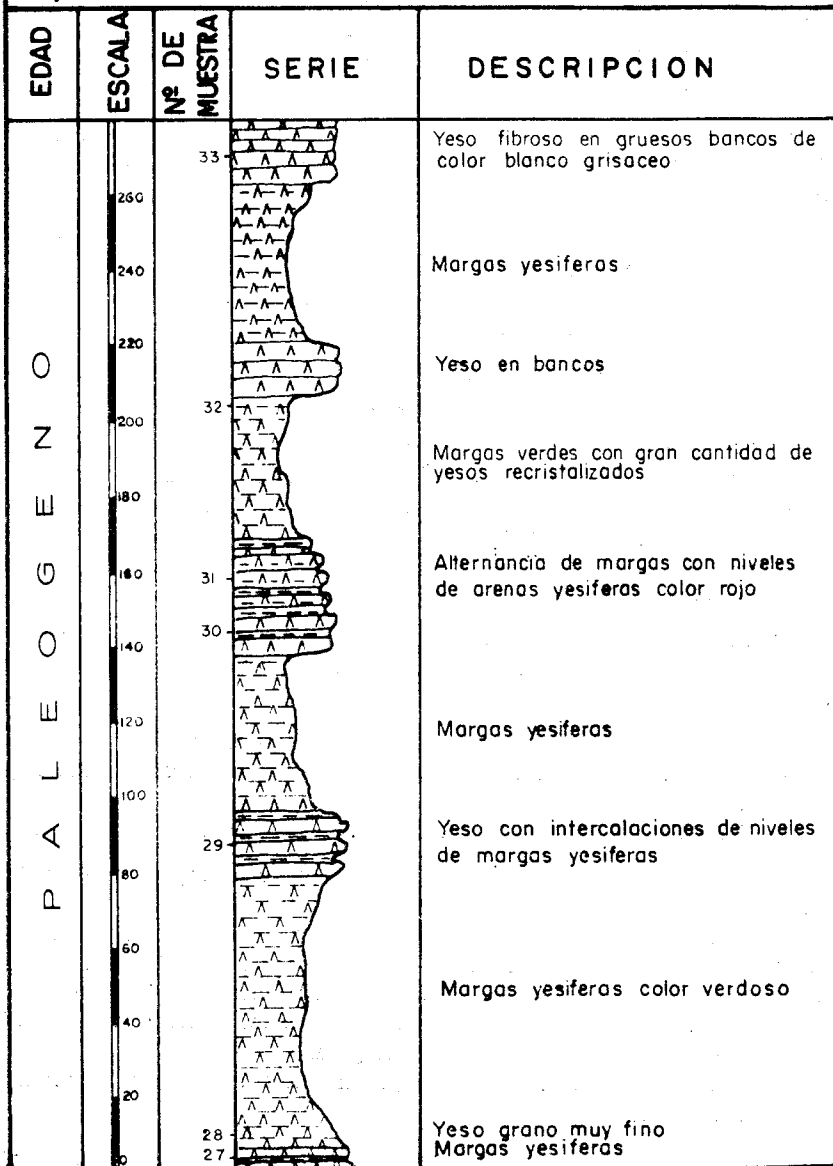 EDAD
ESCALA
Nº DE
MUESTRA
SERIE
DESCRIPCION
PALEOGENO
260
240
220
200
180
160
140
120
100
80
60
40
20
0
33
32
31
30
29
28
27
Yeso fibroso en gruesos bancos de
color blanco grisaceo
Margas yesiferas
Yeso en bancos
Margas verdes con gran cantidad de
yesos recristalizados
Alternancia de margas con niveles
de arenas yesiferas color rojo
Margas yesiferas
Yeso con intercalaciones de niveles
de margas yesiferas
Margas yesiferas color verdoso
Yeso grano muy fino
Margas yesiferas